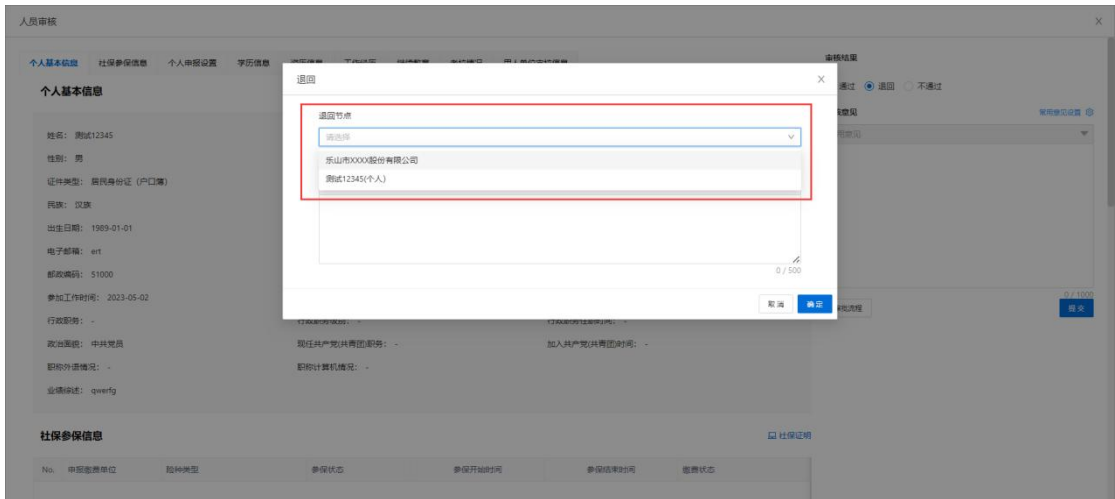 人员审核
X
个人基本信息 社保参保信息 个人申报设置 学历信息
审核结果
退回
X
通过 退回 不通过
个人基本信息
退回节点
常用意见设置
请选择
姓名: 测试12345
乐山市XXXX股份有限公司
性别: 男
测试12345(个人)
证件类型: 居民身份证 (户口簿)
民族: 汉族
出生日期: 1989-01-01
电子邮箱: ert
0 / 500
邮政编码: 51000
参加工作时间: 2023-05-02
取消 确定
0 / 1000
提交
行政职务: -
政治面貌: 中共党员 现任共产党(共青团)职务: - 加入共产党(共青团)时间: -
职称外语情况: - 职称计算机情况: -
业绩综述: qwerfg
社保参保信息
社保证明
No. 申报缴费单位 险种类型 参保状态 参保开始时间 参保结束时间 缴费状态